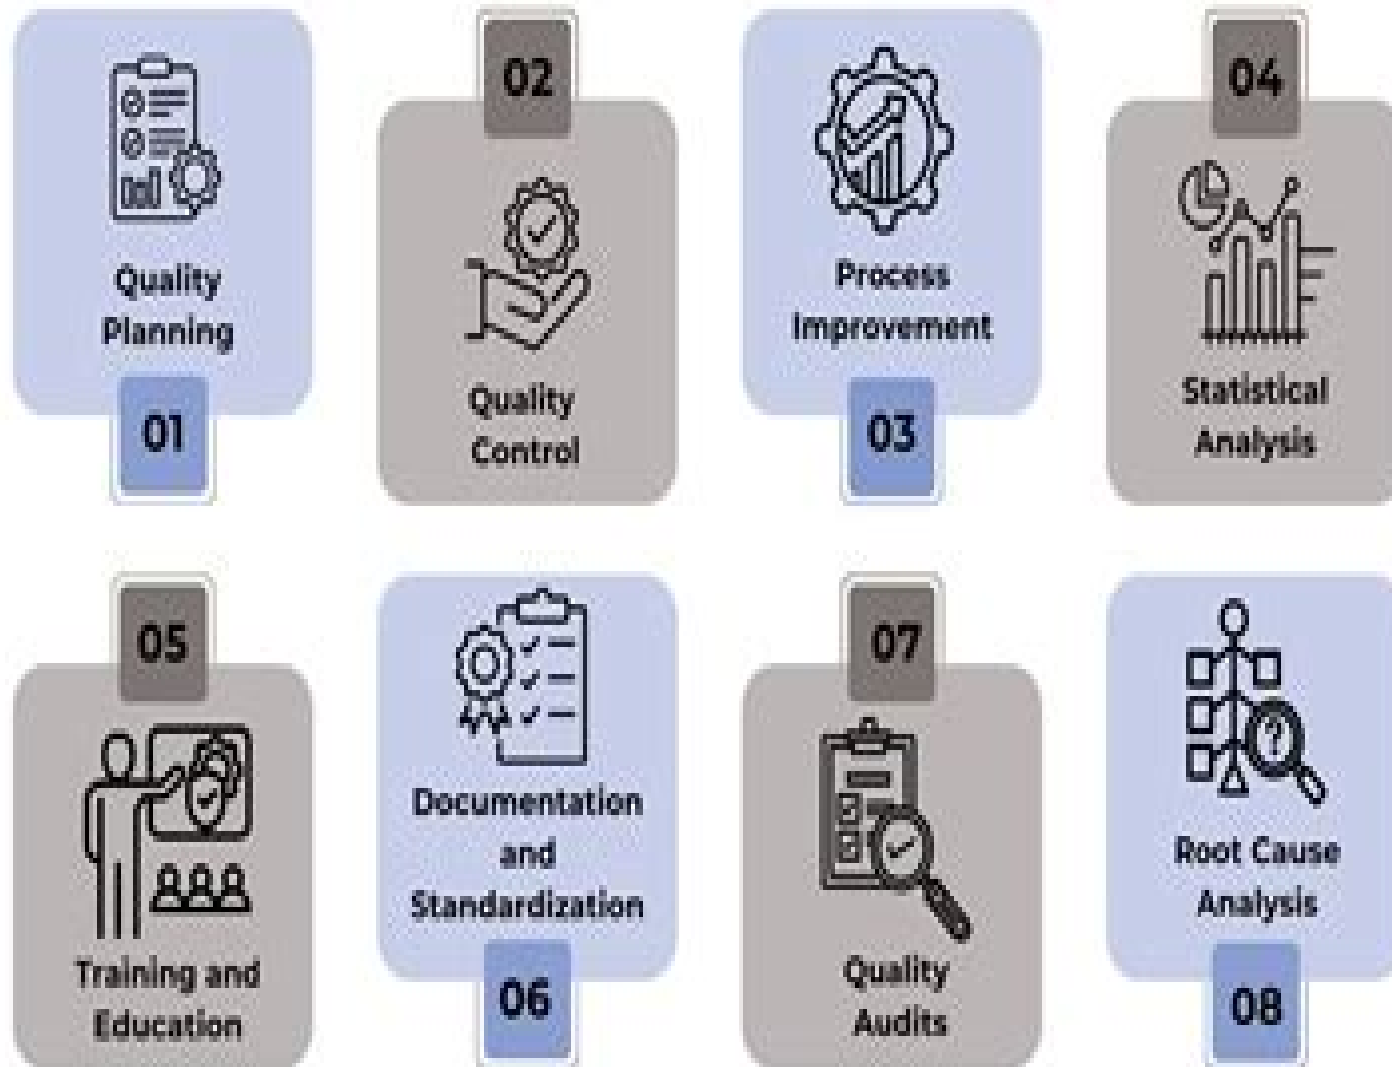 Quality
Planning
01
02
Quality
Control
Process
Improvement
03
04
Statistical
Analysis
05
Training and
Education
Documentation
and
Standardization
06
07
Quality
Audits
?
Root Cause
Analysis
08